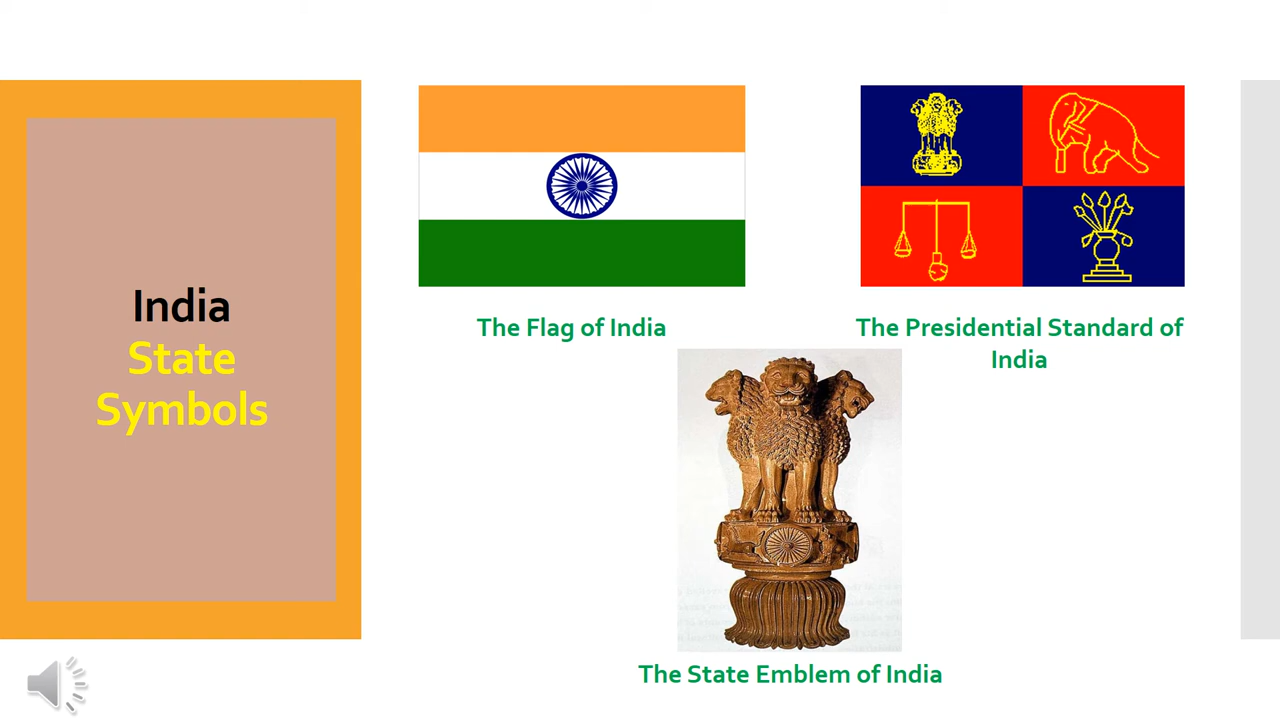 India
State
Symbols
The Flag of India
The Presidential Standard of
India
The State Emblem of India